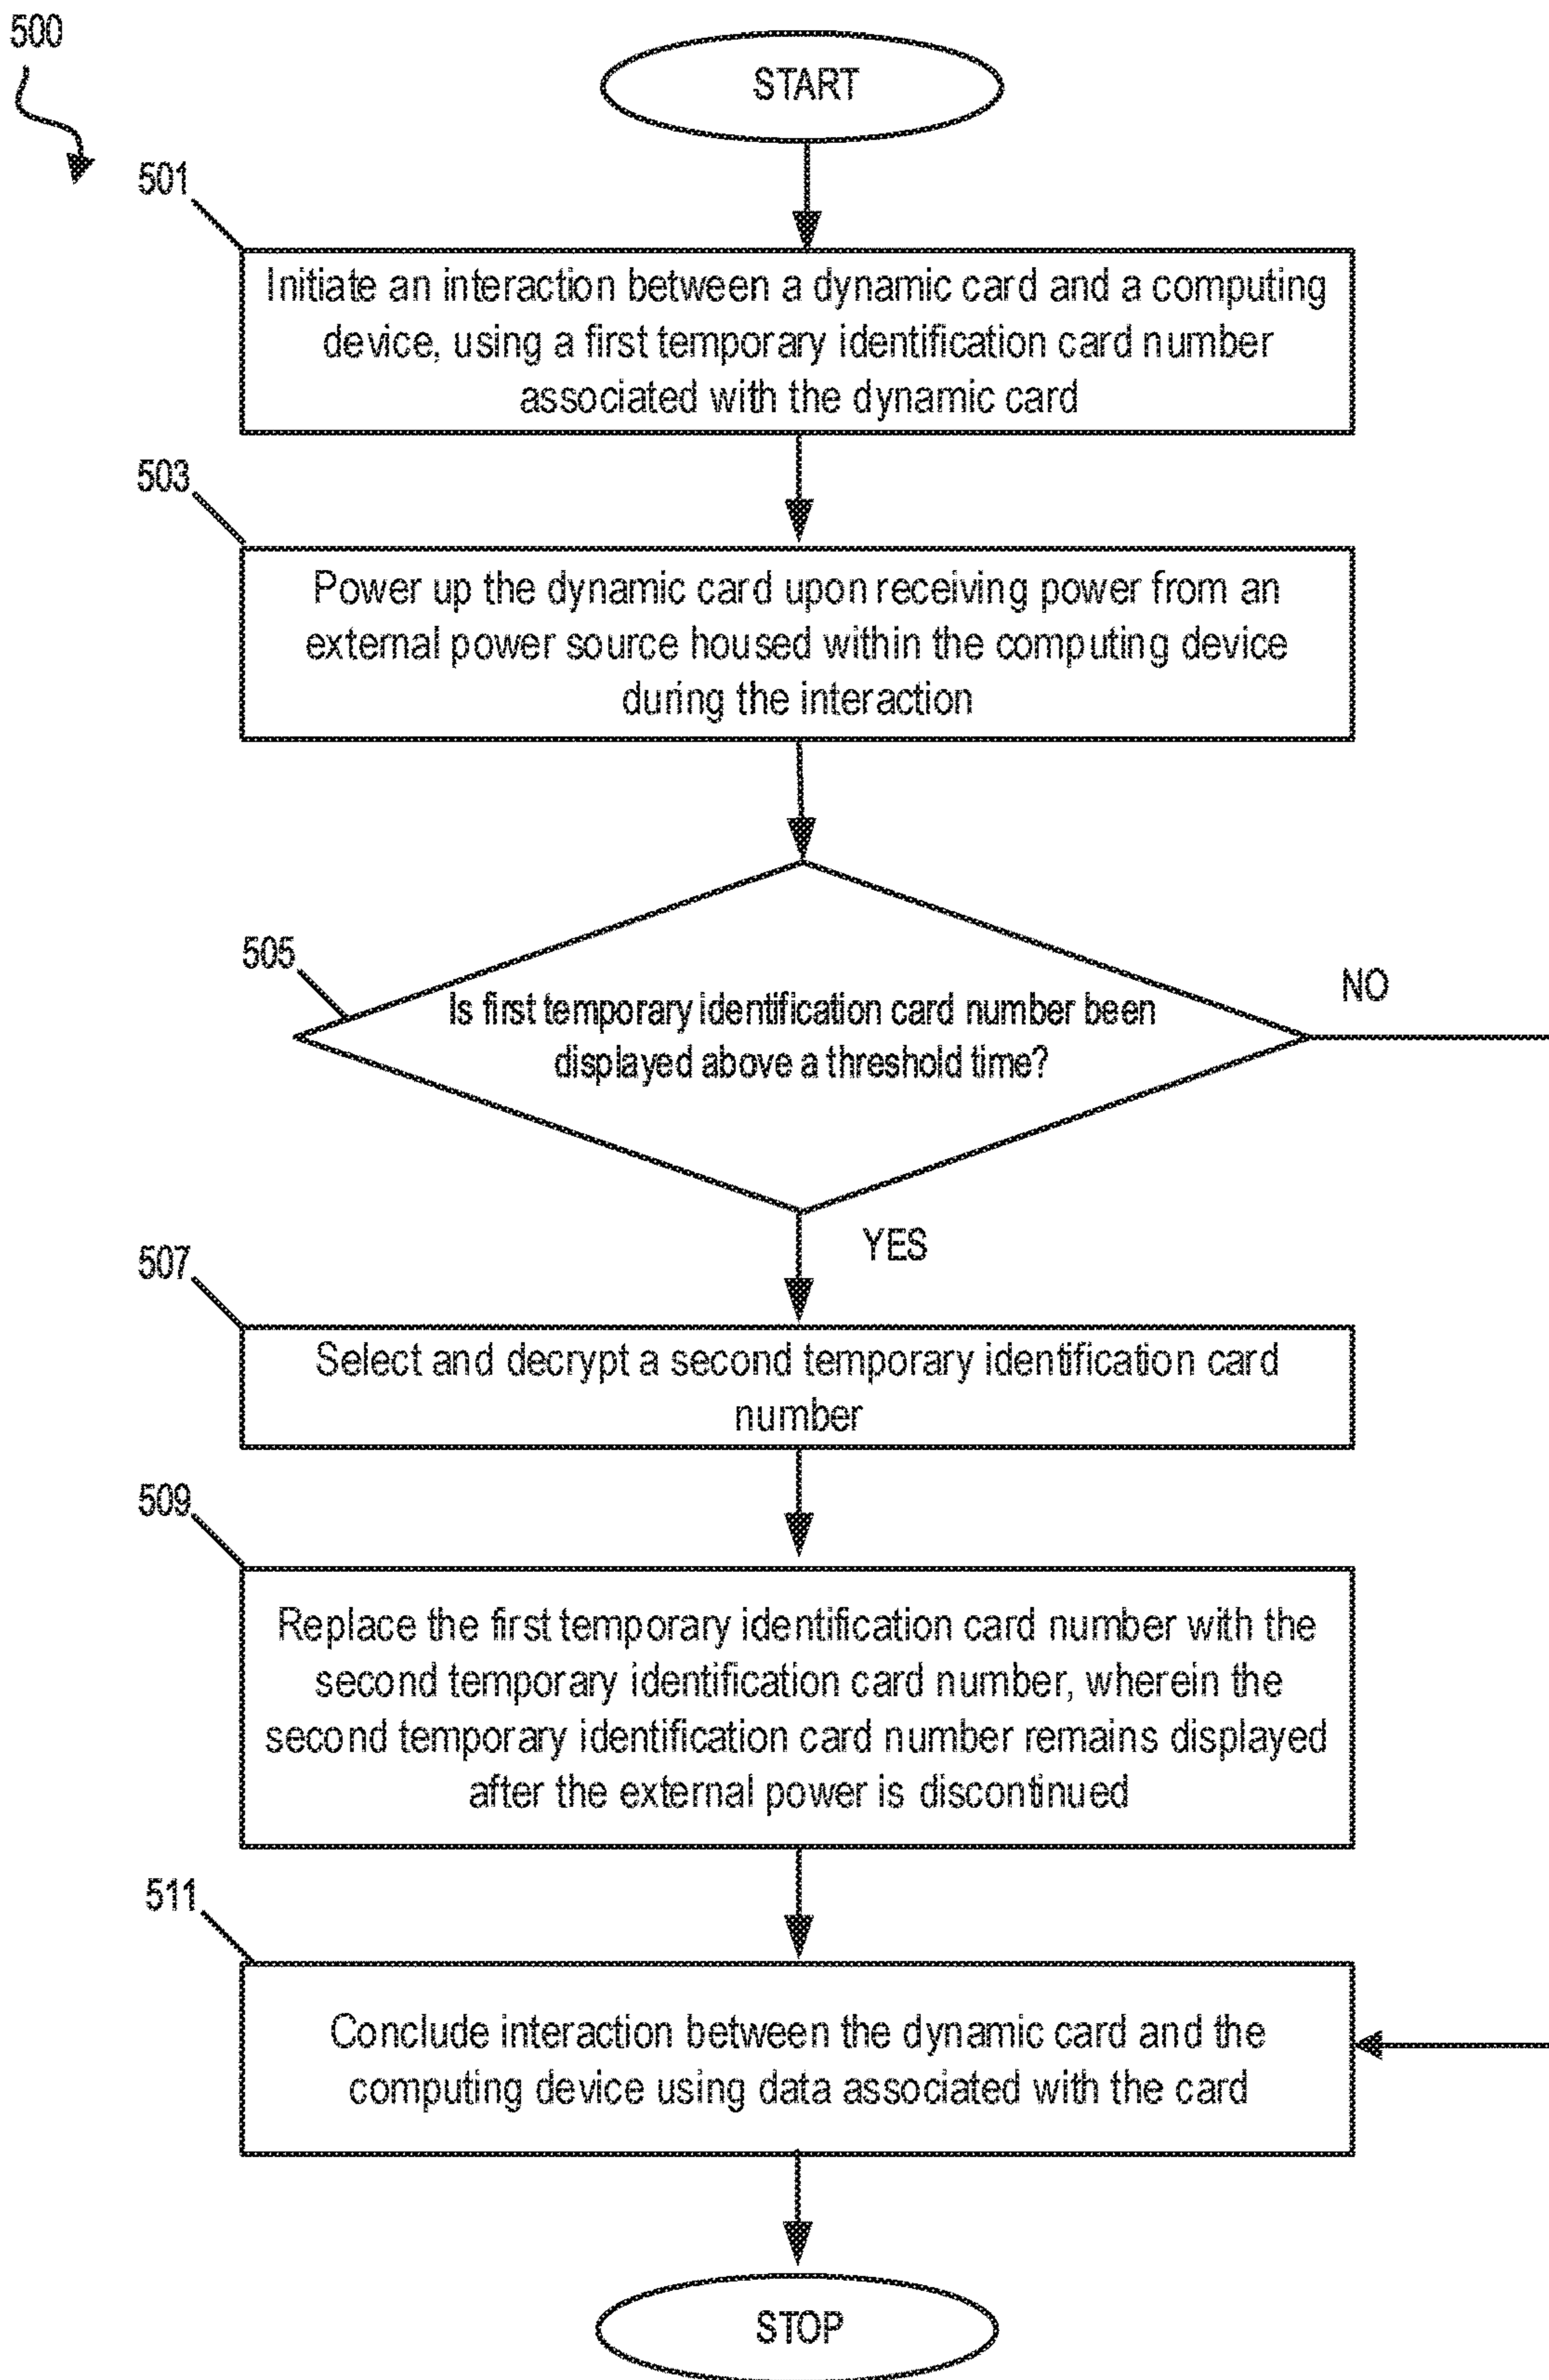 500
START
501
Initiate an interaction between a dynamic card and a computing
device, using a first temporary identification card number
associated with the dynamic card
503
Power up the dynamic card upon receiving power from an
external power source housed within the computing device
during the interaction
505
NO
Is first temporary identification card number been
displayed above a threshold time?
YES
507
Select and decrypt a second temporary identification card
number
509
Replace the first temporary identification card number with the
second temporary identification card number, wherein the
second temporary identification card number remains displayed
after the external power is discontinued
511
Conclude interaction between the dynamic card and the
computing device using data associated with the card
STOP